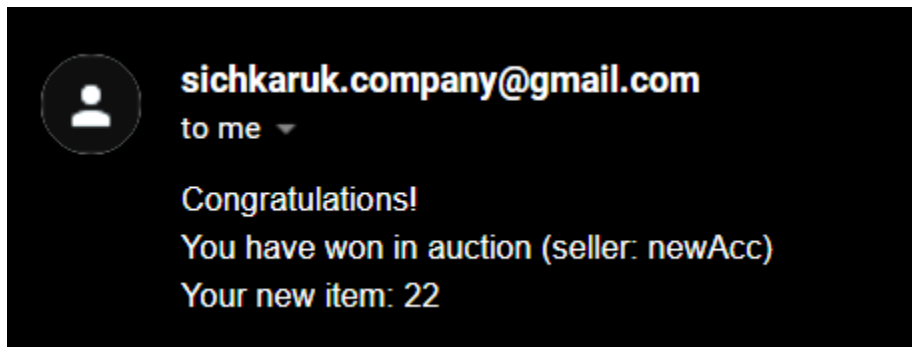 sichkaruk.company@gmail.com
to me
Congratulations!
You have won in auction (seller: newAcc)
Your new item: 22